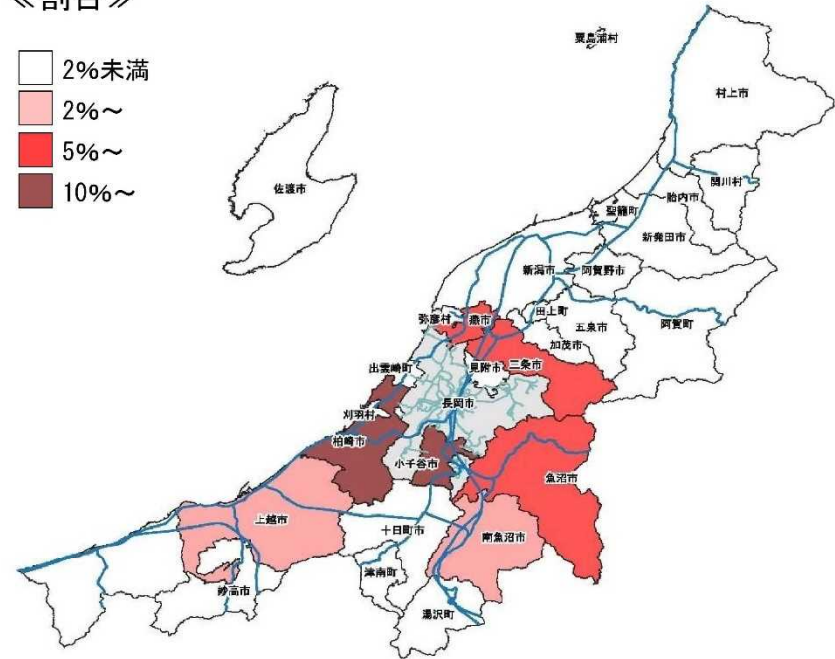 ≪割合≫
2%未満
2%～
5%～
10%～
粟島浦村
村上市
関川村
胎内市
聖籠町
新発田市
佐渡市
新潟市
阿賀野市
田上町
五泉市
阿賀町
加茂市
弥彦村
燕市
三条市
見附市
出雲崎町
長岡市
刈羽村
柏崎市
小千谷市
魚沼市
上越市
十日町市
南魚沼市
津南町
妙高市
湯沢町